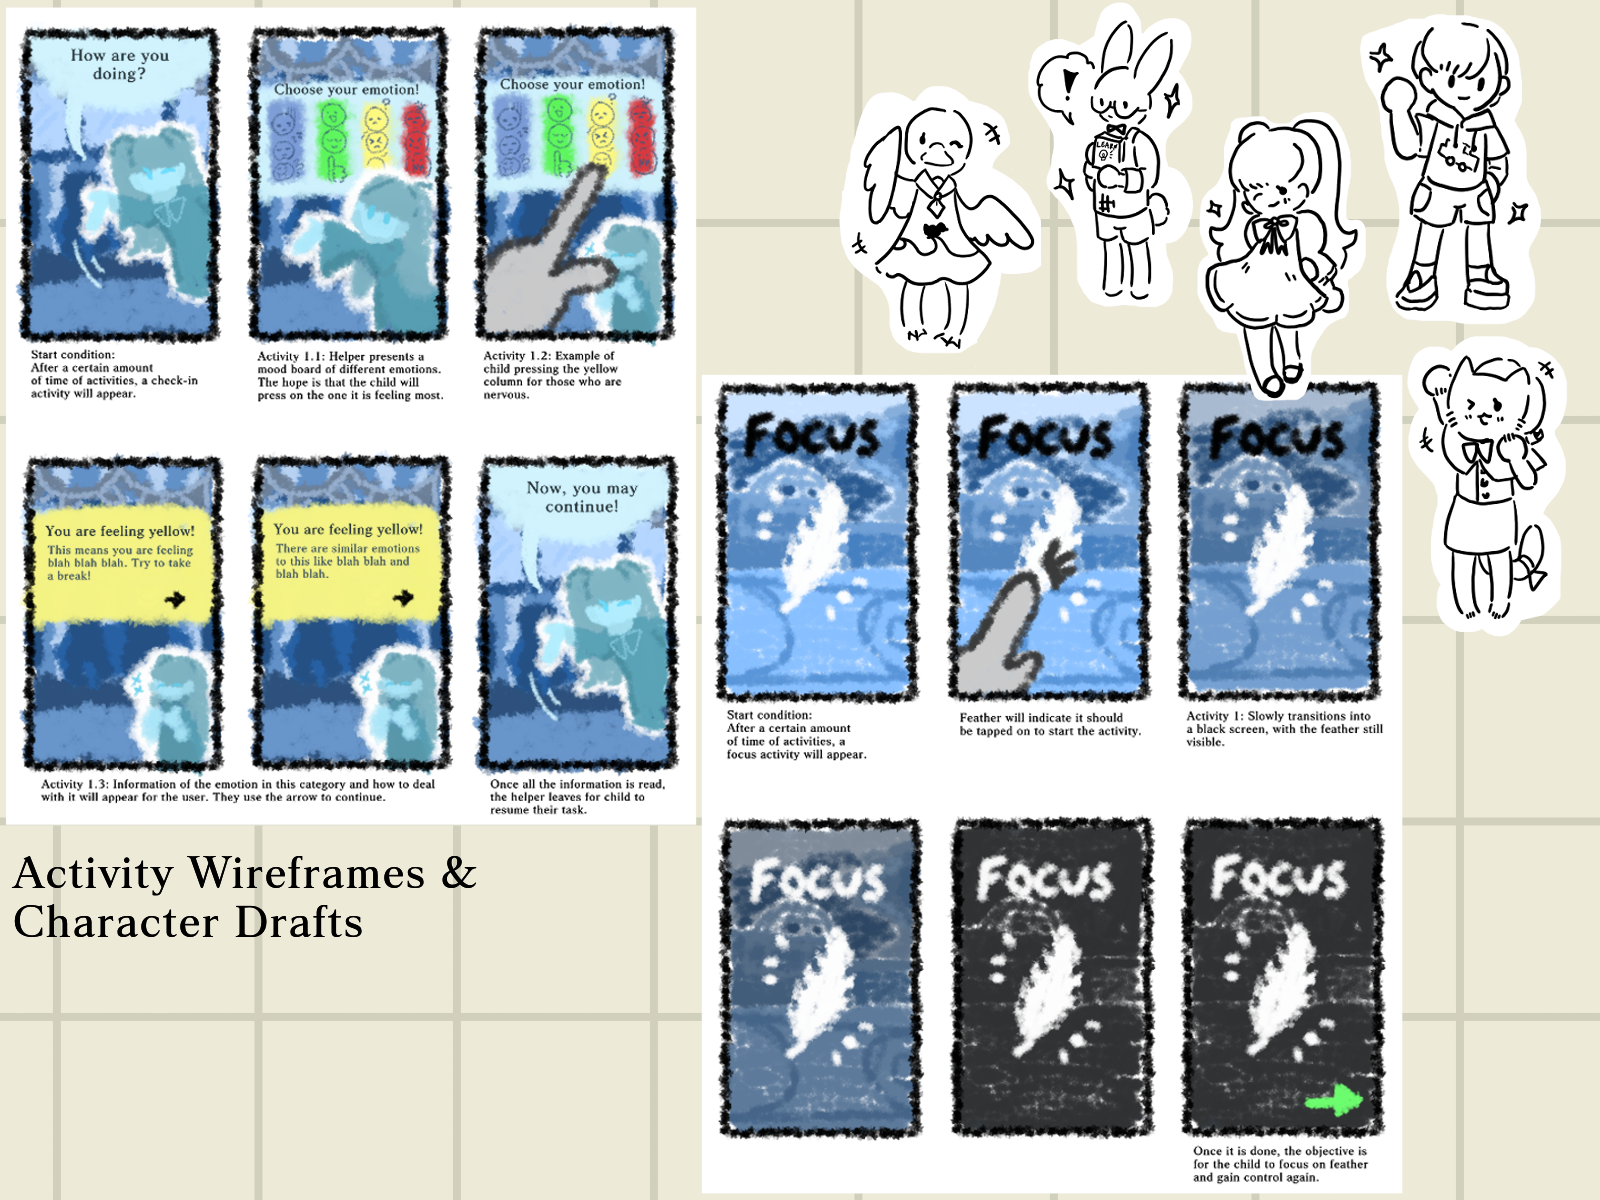 How are you
doing?
Choose your emotion!
Choose your emotion!
Start condition:
After a certain amount
of time of activities, a check-in
activity will appear.
Activity 1.1: Helper presents a
mood board of different emotions.
The hope is that the child will
press on the one it is feeling most.
Activity 1.2: Example of
child pressing the yellow
column for those who are
nervous.
You are feeling yellow!
This means you are feeling
blah blah blah. Try to take
a break!
You are feeling yellow!
There are similar emotions
to this like blah blah and
blah blah.
Now, you may
continue!
Activity 1.3: Information of the emotion in this category and how to deal
with it will appear for the user. They use the arrow to continue.
Once all the information is read,
the helper leaves for child to
resume their task.
Activity Wireframes &
Character Drafts
!
LEARN
FOCUS
FOCUS
FOCUS
Start condition:
After a certain amount
of time of activities, a
focus activity will appear.
Feather will indicate it should
be tapped on to start the activity.
Activity 1: Slowly transitions into
a black screen, with the feather still
visible.
FOCUS
FOCUS
FOCUS
Once it is done, the objective is
for the child to focus on feather
and gain control again.